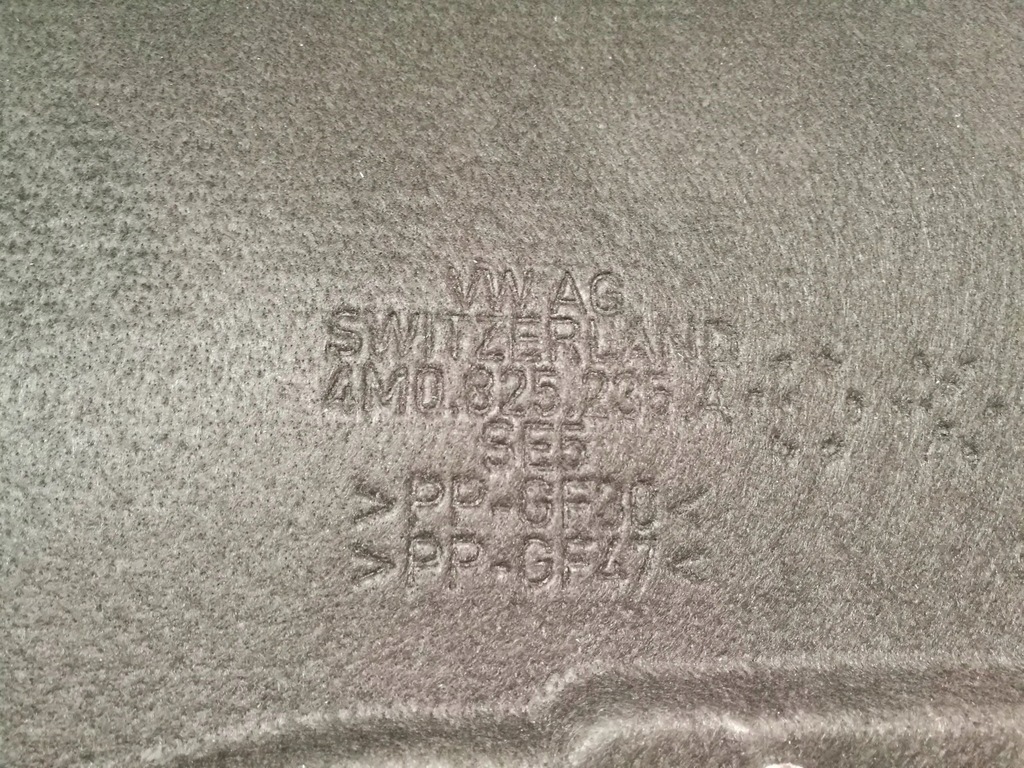 VW AG
SWITZERLAND
4M0.825.235 A
SE5
>PP-GF30<
>PP-GF47<